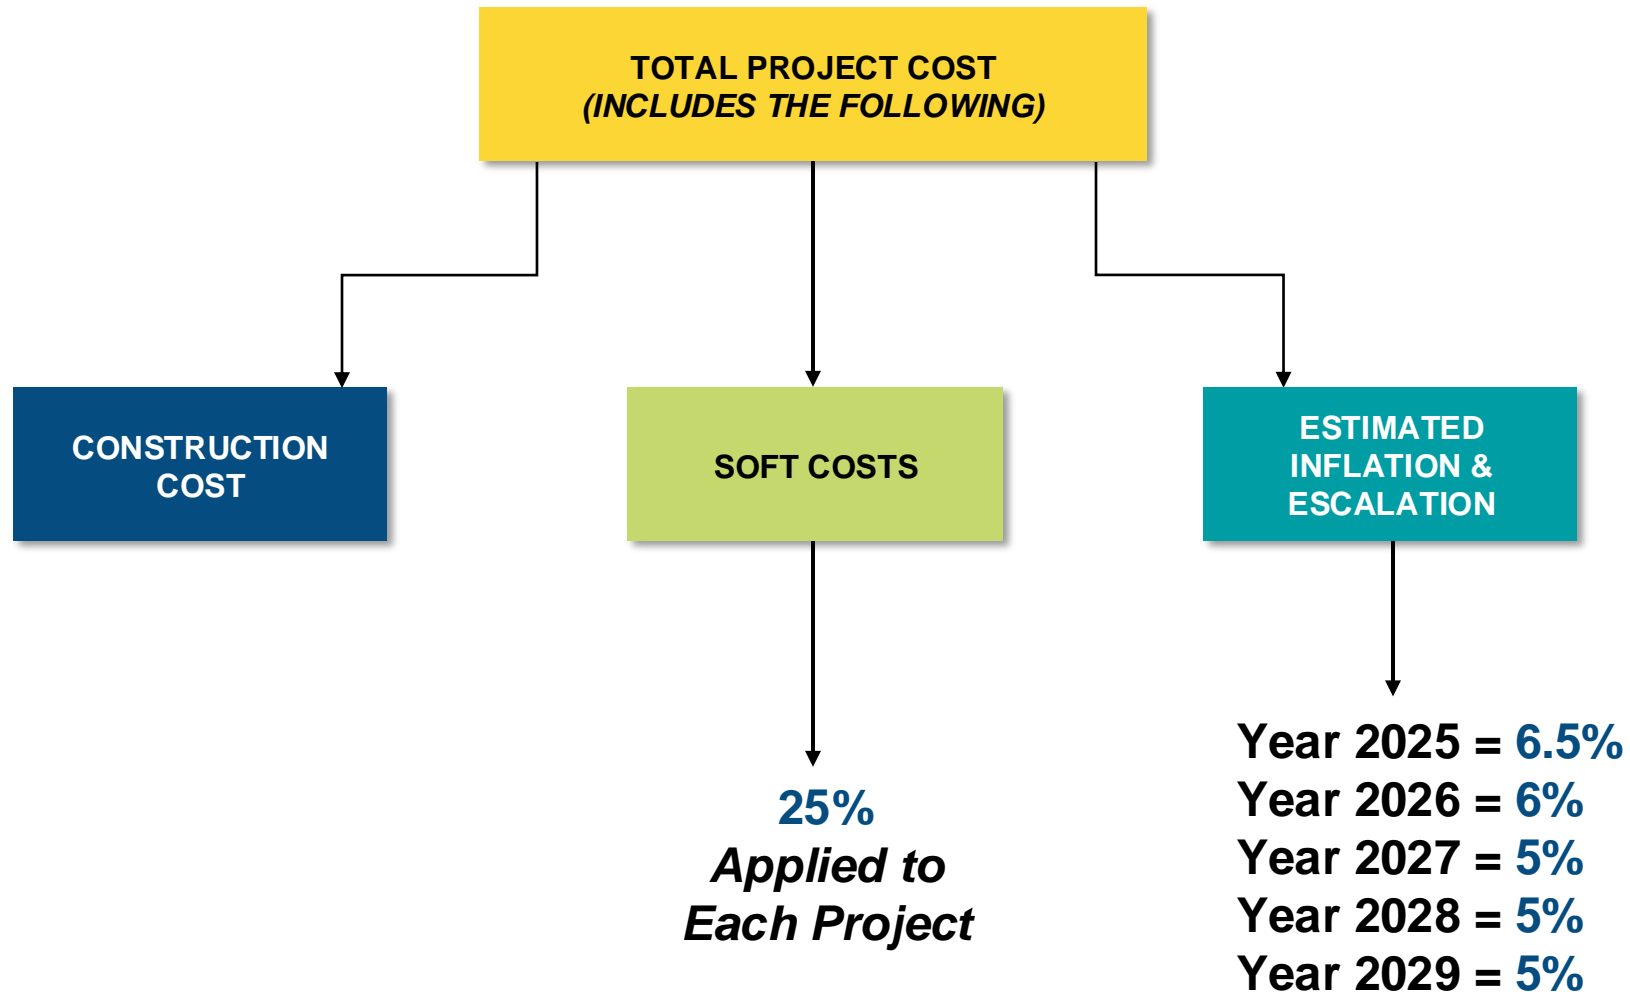 TOTAL PROJECT COST
(INCLUDES THE FOLLOWING)
CONSTRUCTION
COST
SOFT COSTS
ESTIMATED
INFLATION &
ESCALATION
25%
Applied to
Each Project
Year 2025 = 6.5%
Year 2026 = 6%
Year 2027 = 5%
Year 2028 = 5%
Year 2029 = 5%